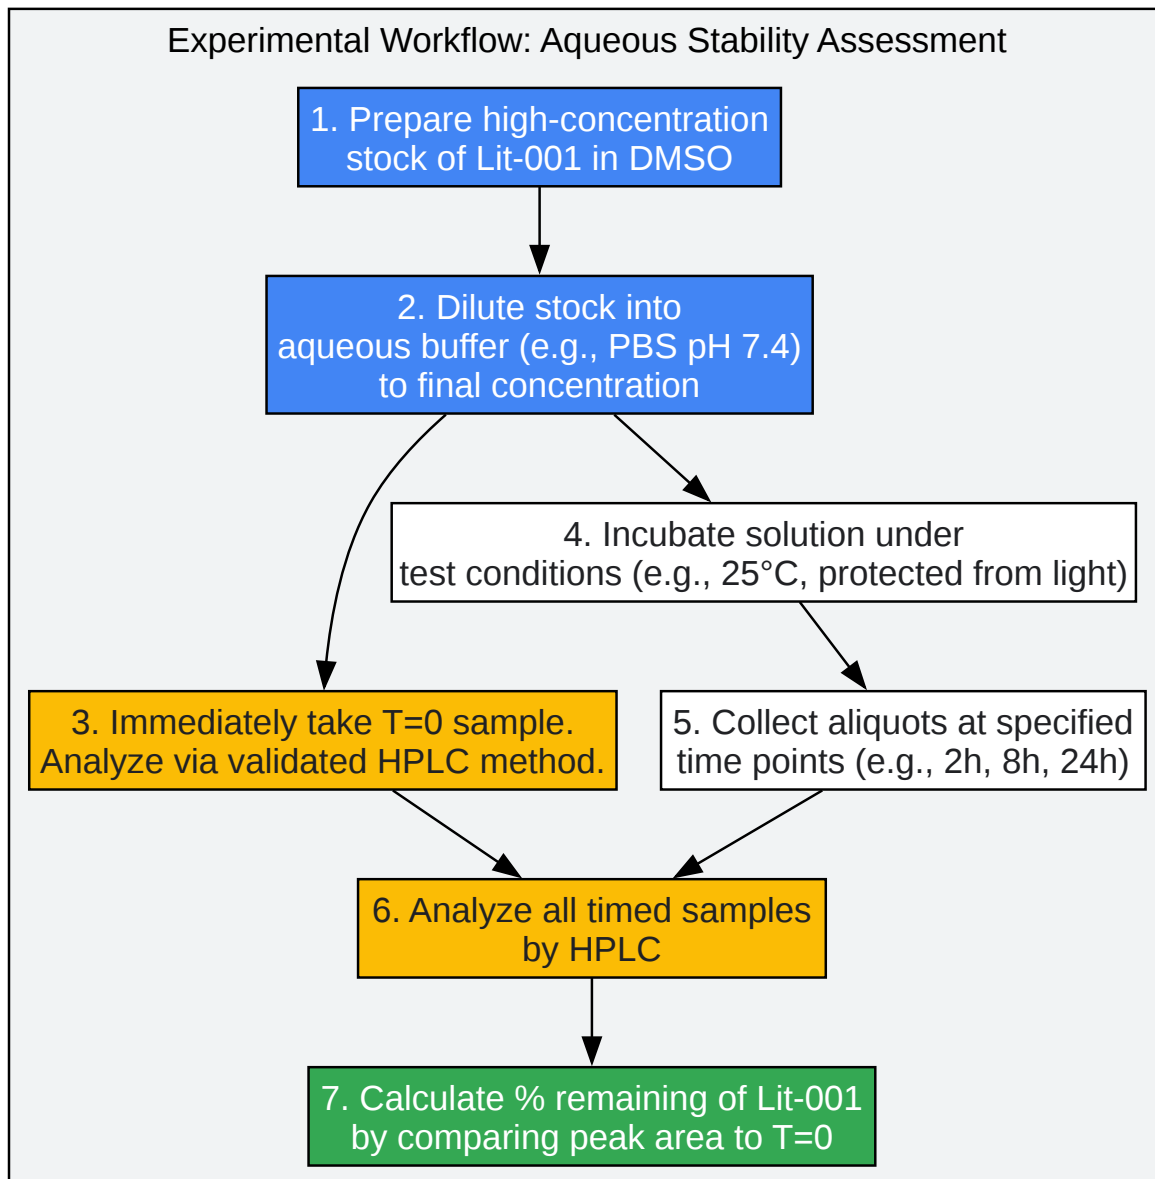 Experimental Workflow: Aqueous Stability Assessment
1. Prepare high-concentration
stock of Lit-001 in DMSO
2. Dilute stock into
aqueous buffer (e.g., PBS pH 7.4)
to final concentration
3. Immediately take T=0 sample.
Analyze via validated HPLC method.
4. Incubate solution under
test conditions (e.g., 25°C, protected from light)
5. Collect aliquots at specified
time points (e.g., 2h, 8h, 24h)
6. Analyze all timed samples
by HPLC
7. Calculate % remaining of Lit-001
by comparing peak area to T=0